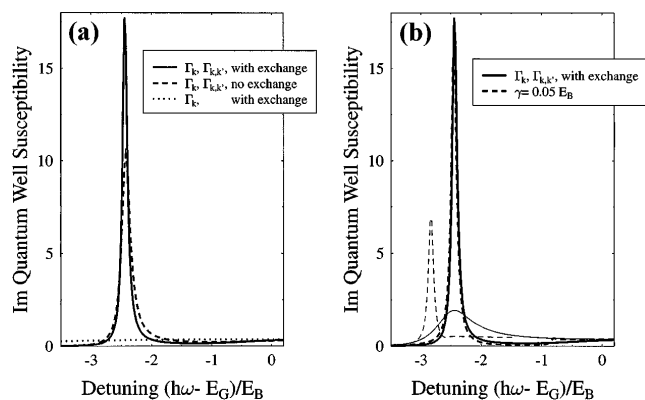 (a)
Γk, Γk,k', with exchange
Γk, Γk,k', no exchange
Γk, with exchange
Im Quantum Well Susceptibility
15
10
5
0
-3
-2
-1
0
Detuning (ħω- EG)/EB
(b)
Γk, Γk,k', with exchange
γ= 0.05 EB
Im Quantum Well Susceptibility
15
10
5
0
-3
-2
-1
0
Detuning (ħω- EG)/EB